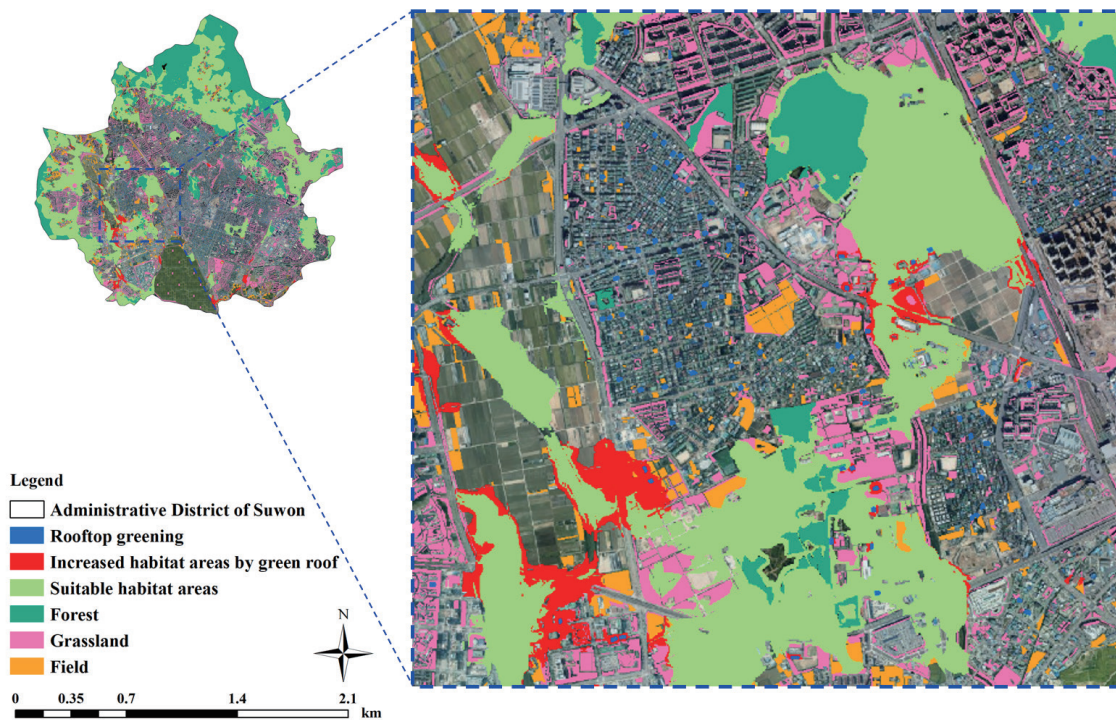 Legend
Administrative District of Suwon
Rooftop greening
Increased habitat areas by green roof
Suitable habitat areas
Forest
Grassland
Field
N
0 0.35 0.7 1.4 2.1
km